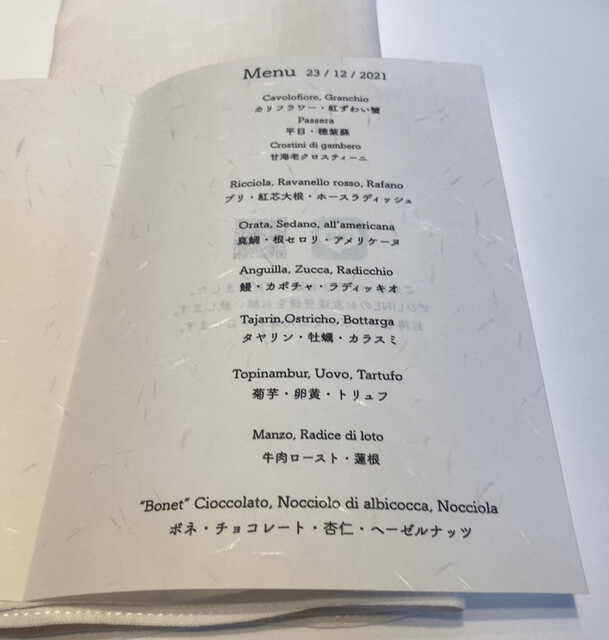 Menu 23 / 12 / 2021
Cavolofiore, Granchio
カリフラワー・紅ずわい蟹
Passera
平目・穂紫蘇
Crostini di gambero
甘海老クロスティーニ
Ricciola, Ravanello rosso, Rafano
ブリ・紅芯大根・ホースラディッシュ
Orata, Sedano, all'americana
真鯛・根セロリ・アメリケーヌ
Anguilla, Zucca, Radicchio
鰻・カボチャ・ラディッキオ
Tajarin,Ostricho, Bottarga
タヤリン・牡蠣・カラスミ
Topinambur, Uovo, Tartufo
菊芋・卵黄・トリュフ
Manzo, Radice di loto
牛肉ロースト・蓮根
“Bonet” Cioccolato, Nocciolo di albicocca, Nocciola
ボネ・チョコレート・杏仁・ヘーゼルナッツ